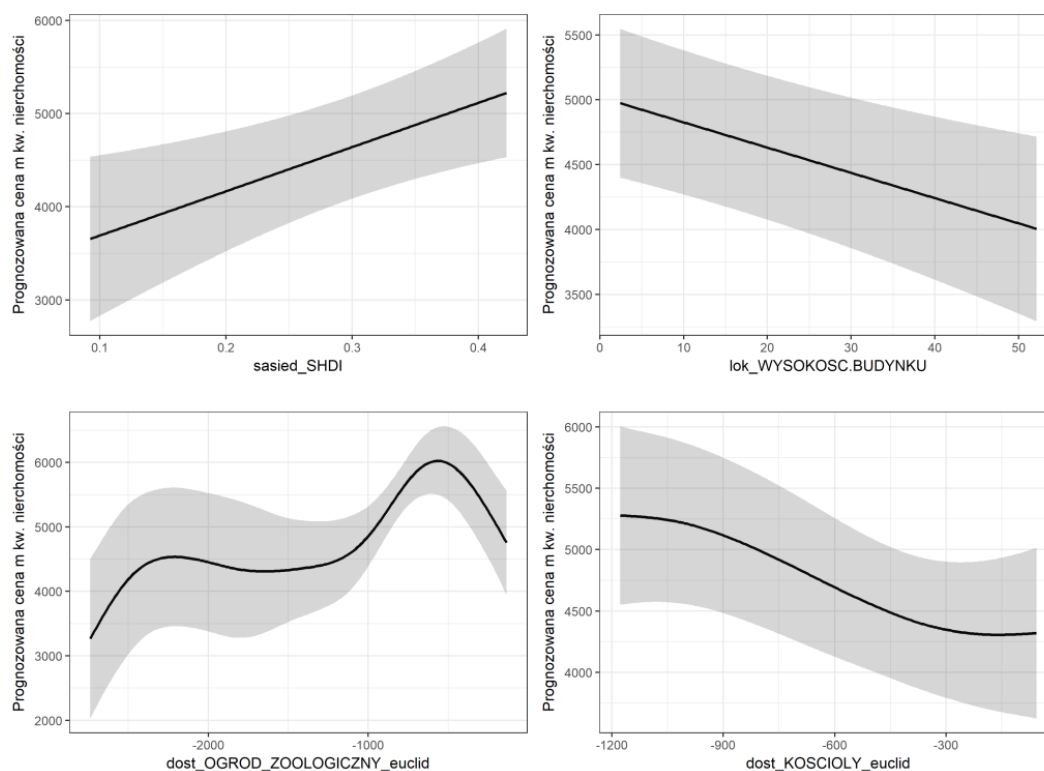 6000
5000
4000
3000
Prognozowana cena m kw. nierchomości
0.1 0.2 0.3 0.4
sasied_SHDI
5500
5000
4500
4000
3500
Prognozowana cena m kw. nierchomości
0 10 20 30 40 50
lok_WYSOKOSC.BUDYNKU
6000
5000
4000
3000
2000
Prognozowana cena m kw. nierchomości
-2000 -1000
dost_OGROD_ZOOLOGICZNY_euclid
6000
5500
5000
4500
4000
Prognozowana cena m kw. nierchomości
-1200 -900 -600 -300
dost_KOSCIOLY_euclid